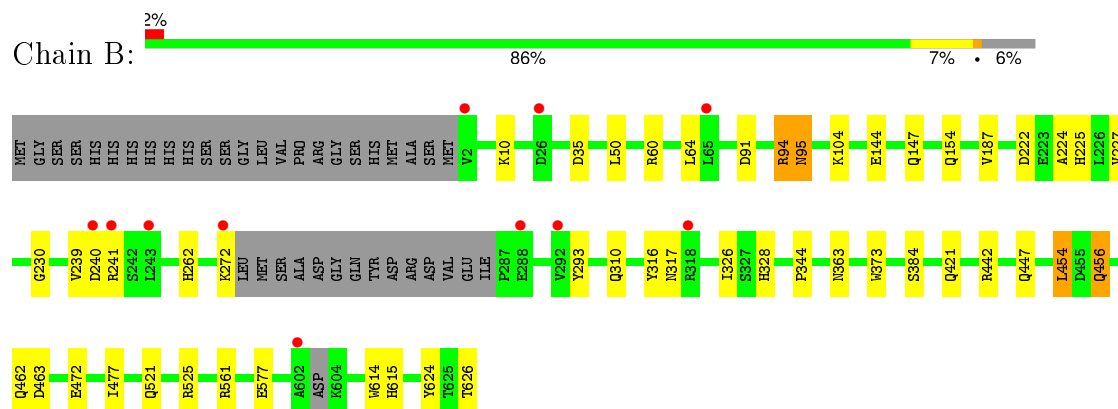 2%
Chain B:
86% 7% • 6%
MET GLY SER SER HIS HIS HIS HIS HIS HIS SER SER GLY LEU VAL PRO ARG GLY SER HIS MET ALA SER MET V2 K10 D26 D35 L50 R60 L64 L65 D91 R94 N95 K104 E144 Q147 Q154 V187 D222 E223 A224 H225 L226 V227
G230 V239 D240 R241 S242 L243 H262 K272 LEU MET SER ALA ASP GLY GLN TYR ASP ARG ASP VAL GLU ILE P287 E288 V292 Y293 Q310 Y316 N317 R318 I326 S327 H328 P344 N363 W373 S384 Q421 R442 Q447 L454 D455 Q456
Q462 D463 E472 I477 Q521 R525 R561 E577 A602 ASP K604 W614 H615 Y624 T625 T626